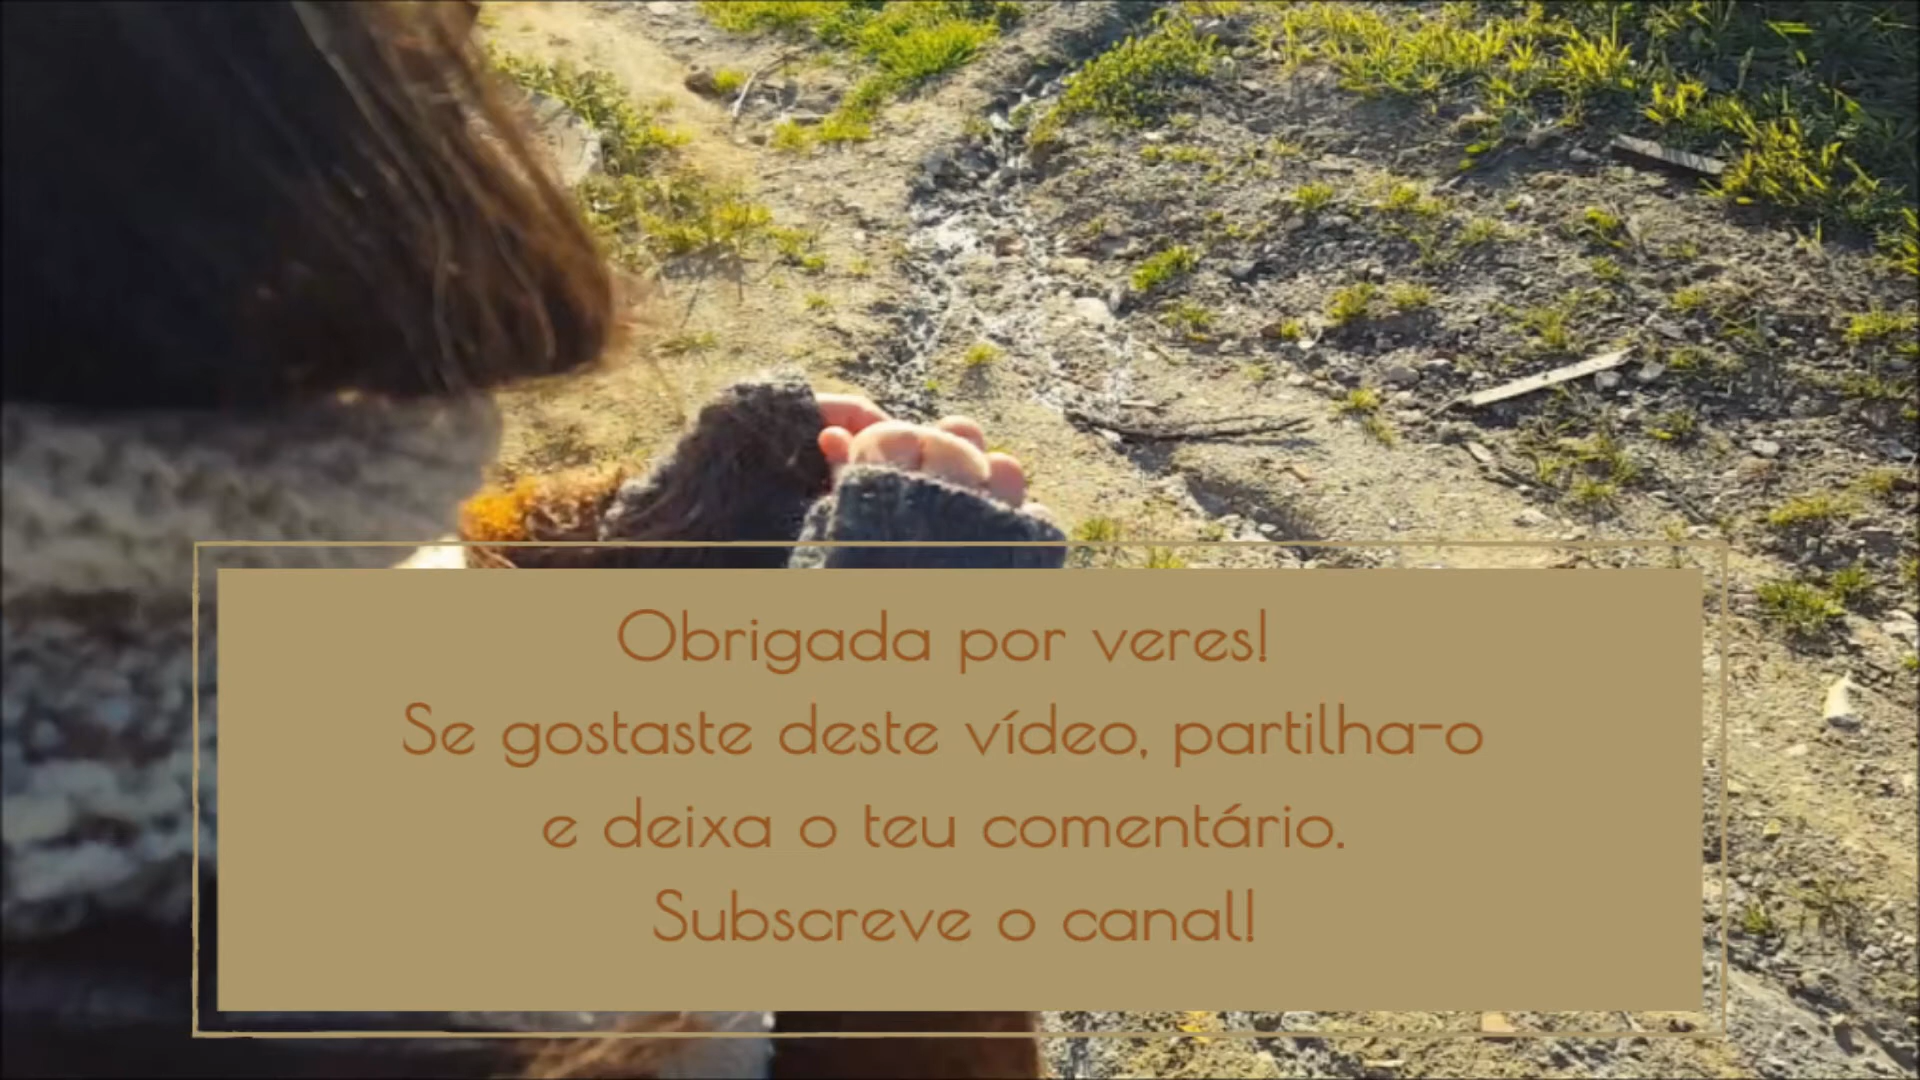 Obrigada por veres!
Se gostaste deste vídeo, partilha-o
e deixa o teu comentário.
Subscreve o canal!